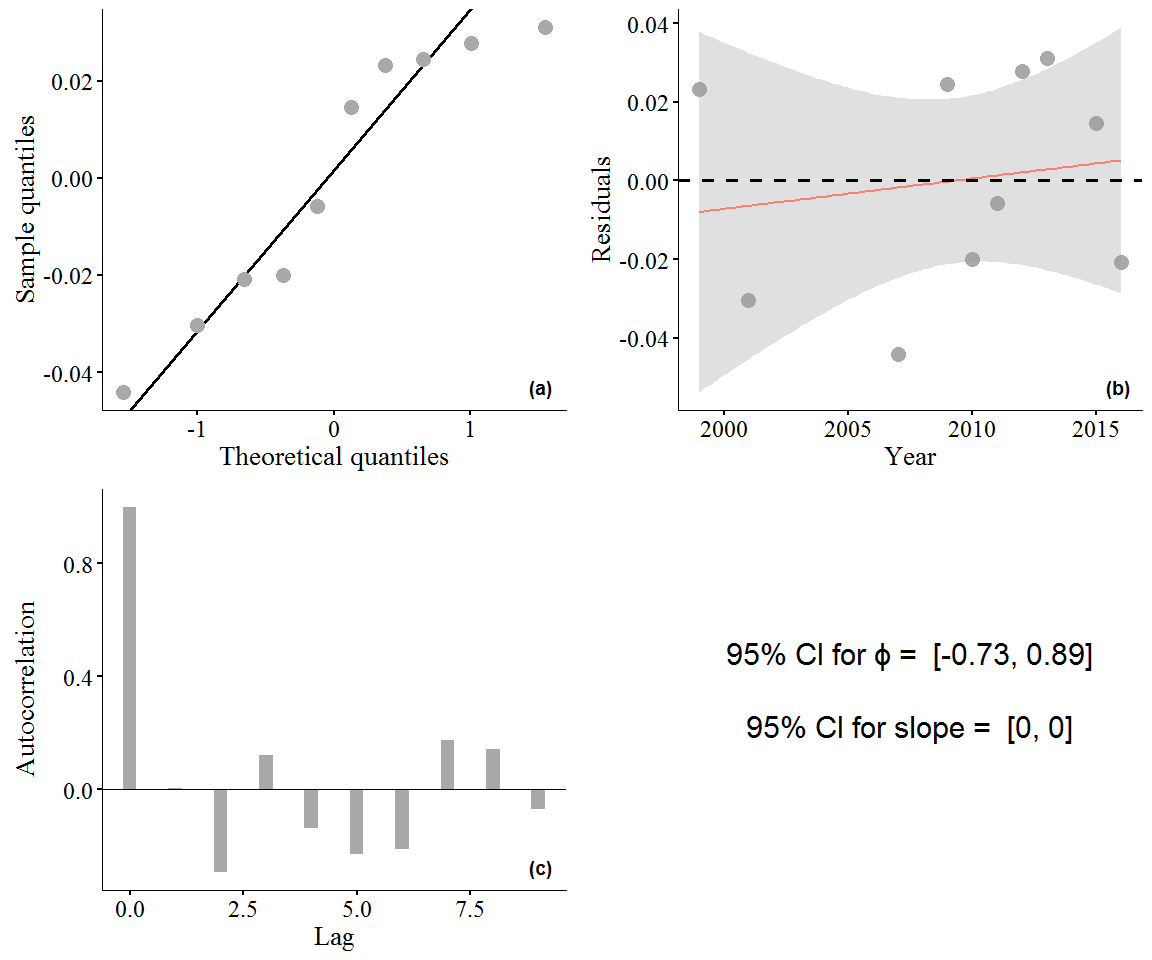 0.02
0.00
-0.02
-0.04
Sample quantiles
-1
0
1
Theoretical quantiles
(a)
0.04
0.02
0.00
-0.02
-0.04
Residuals
2000
2005
2010
2015
Year
(b)
0.8
0.4
0.0
Autocorrelation
0.0
2.5
5.0
7.5
Lag
(c)
95% CI for ϕ = [-0.73, 0.89]
95% CI for slope = [0, 0]